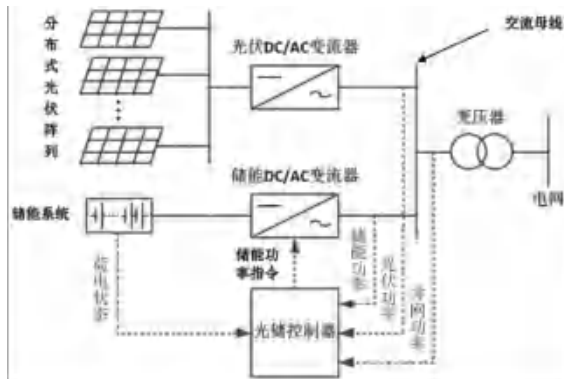 分布式光伏阵列
光伏DC/AC变流器
交流母线
变压器
储能DC/AC变流器
电网
储能系统
储能功
率指令
荷电状态
储能功率
光伏功率
并网功率
光储控制器